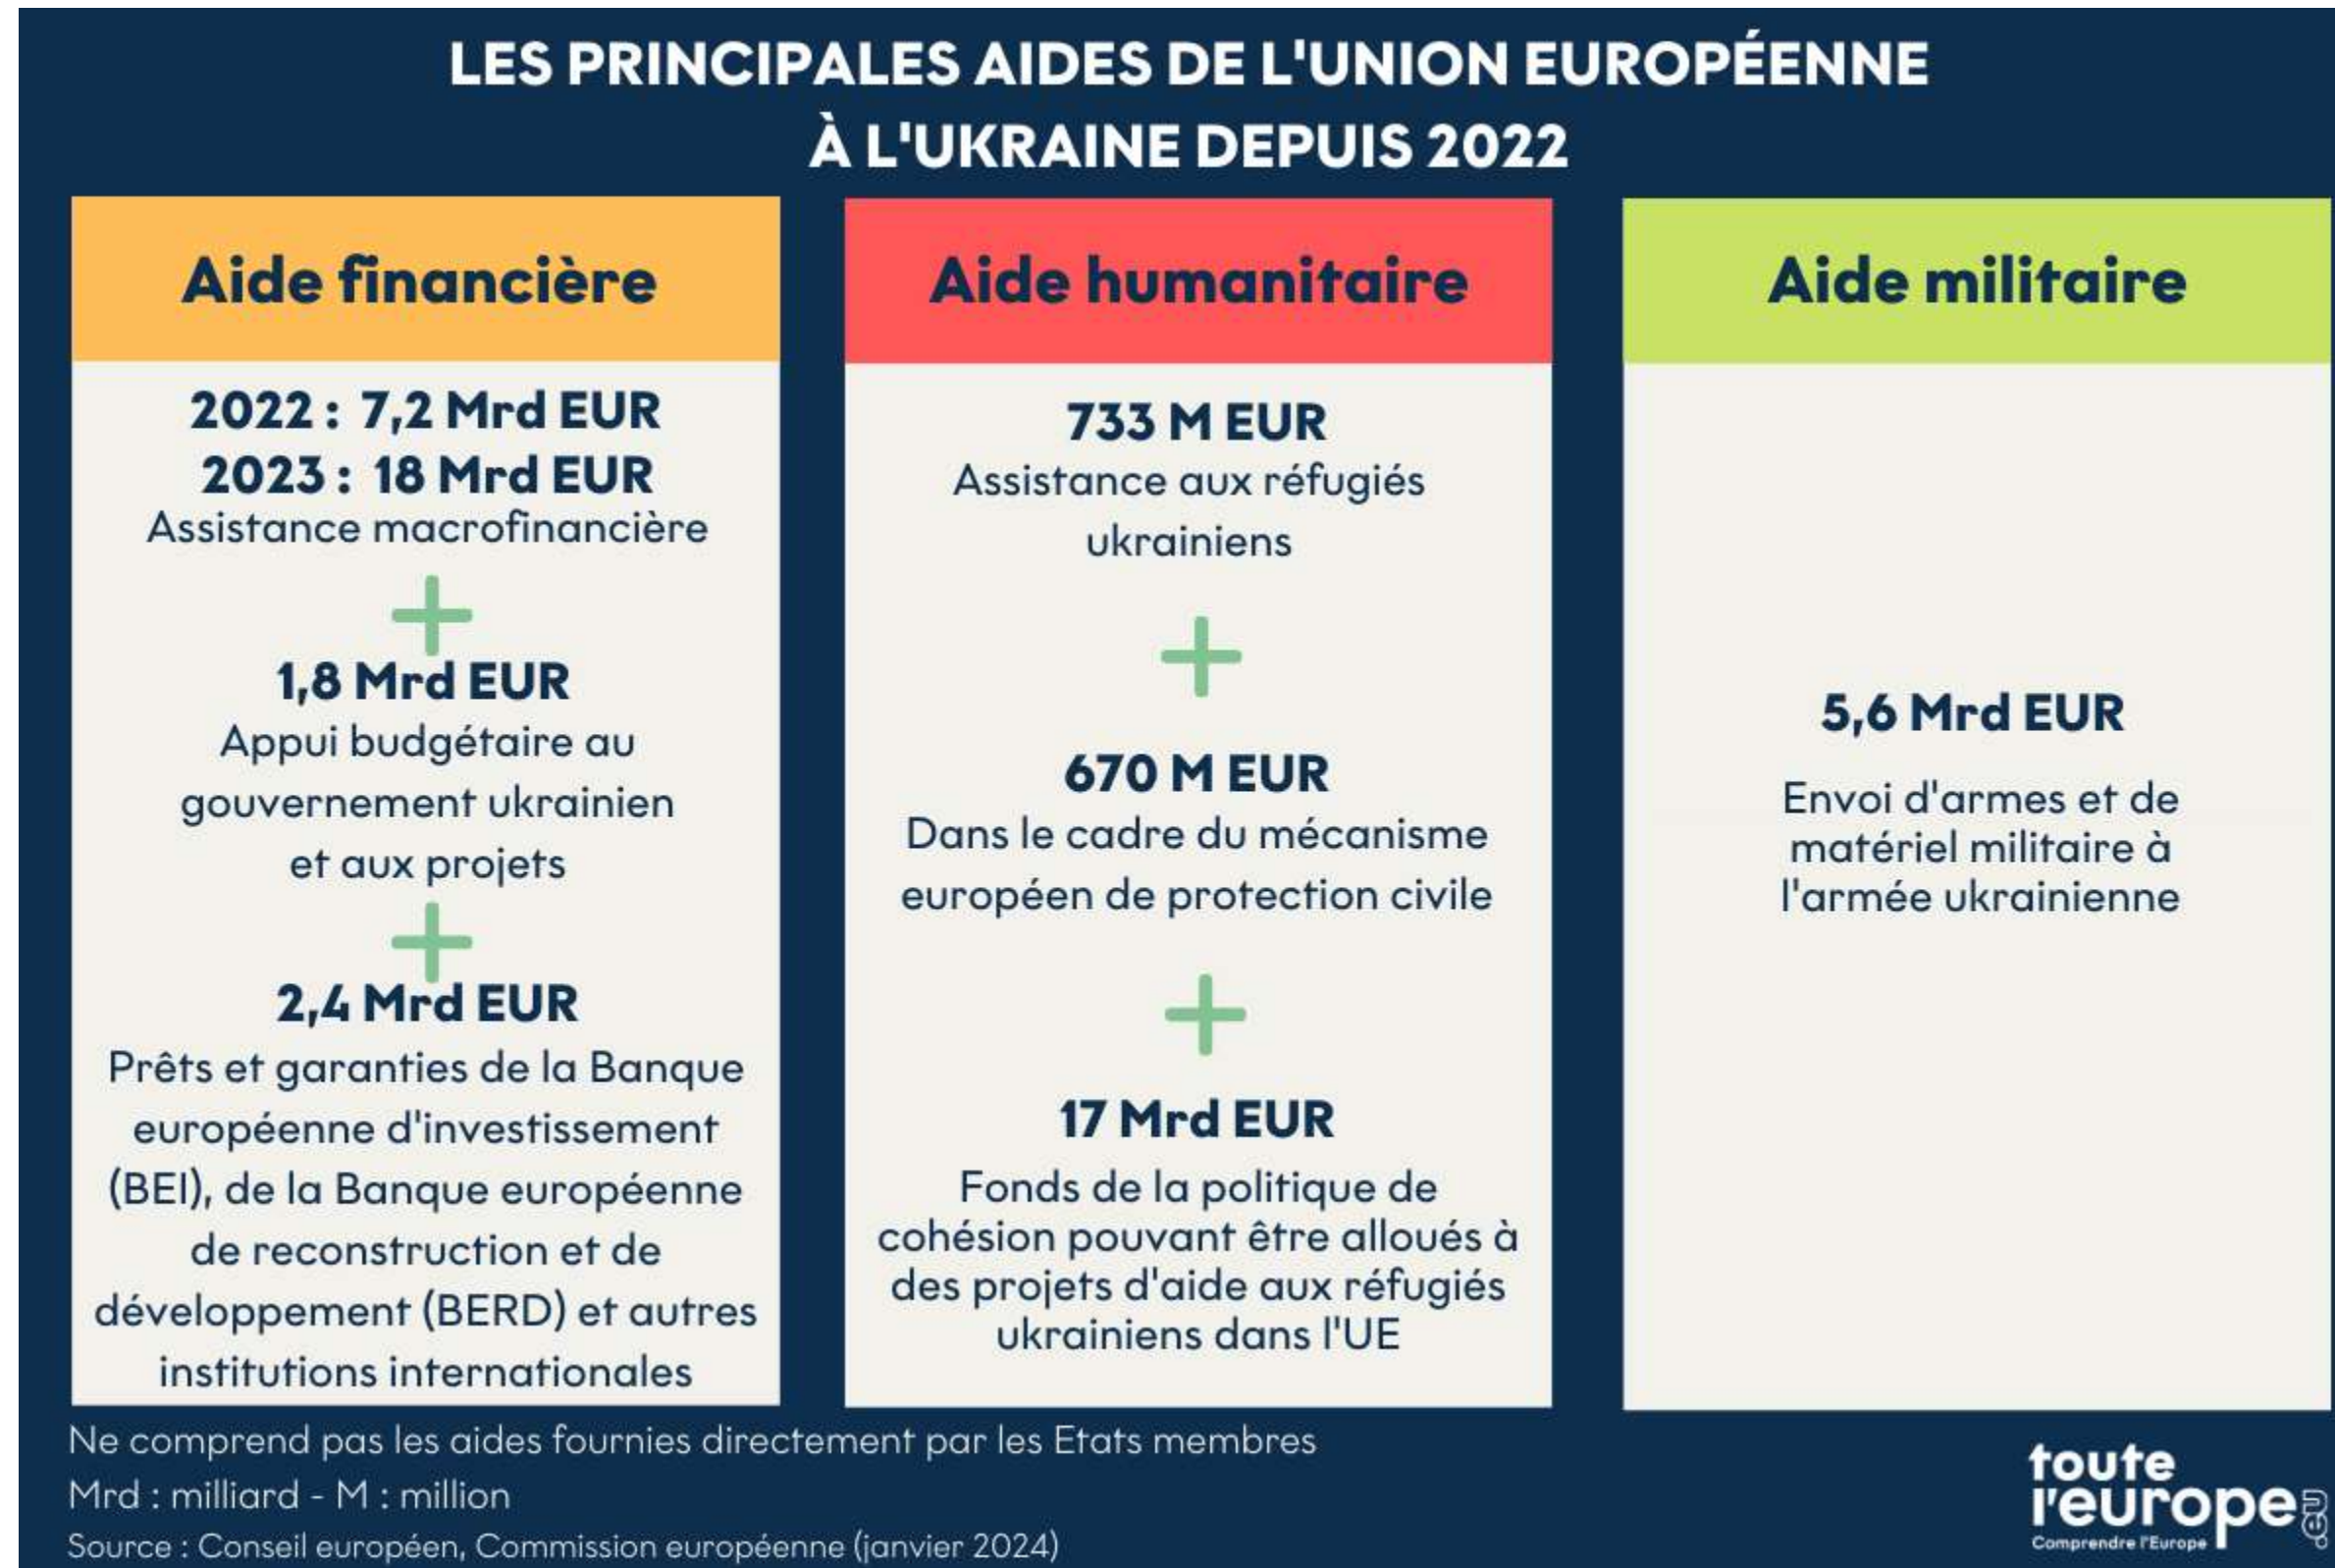 LES PRINCIPALES AIDES DE L'UNION EUROPÉENNE
À L'UKRAINE DEPUIS 2022
Aide financière
2022 : 7,2 Mrd EUR
2023 : 18 Mrd EUR
Assistance macrofinancière
+
1,8 Mrd EUR
Appui budgétaire au
gouvernement ukrainien
et aux projets
+
2,4 Mrd EUR
Prêts et garanties de la Banque
européenne d'investissement
(BEI), de la Banque européenne
de reconstruction et de
développement (BERD) et autres
institutions internationales
Aide humanitaire
733 M EUR
Assistance aux réfugiés
ukrainiens
+
670 M EUR
Dans le cadre du mécanisme
européen de protection civile
+
17 Mrd EUR
Fonds de la politique de
cohésion pouvant être alloués à
des projets d'aide aux réfugiés
ukrainiens dans l'UE
Aide militaire
5,6 Mrd EUR
Envoi d'armes et de
matériel militaire à
l'armée ukrainienne
Ne comprend pas les aides fournies directement par les Etats membres
Mrd : milliard - M : million
Source : Conseil européen, Commission européenne (janvier 2024)
toute
l'europe.eu
Comprendre l'Europe